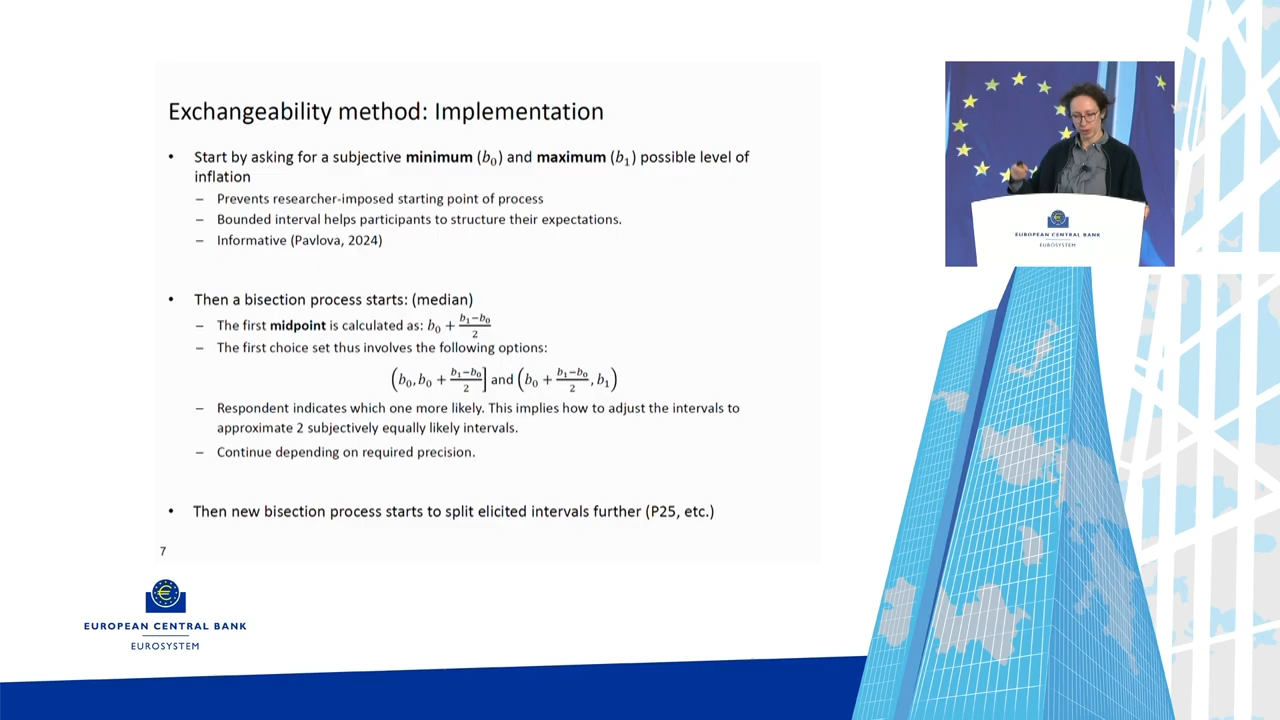 Exchangeability method: Implementation
• Start by asking for a subjective minimum (b₀) and maximum (b₁) possible level of
inflation
– Prevents researcher-imposed starting point of process
– Bounded interval helps participants to structure their expectations.
– Informative (Pavlova, 2024)
• Then a bisection process starts: (median)
– The first midpoint is calculated as: b₀ + (b₁−b₀)/2
– The first choice set thus involves the following options:
(b₀, b₀ + (b₁−b₀)/2] and (b₀ + (b₁−b₀)/2, b₁)
– Respondent indicates which one more likely. This implies how to adjust the intervals to
approximate 2 subjectively equally likely intervals.
– Continue depending on required precision.
• Then new bisection process starts to split elicited intervals further (P25, etc.)
7
EUROPEAN CENTRAL BANK
EUROSYSTEM
EUROPEAN CENTRAL BANK
EUROSYSTEM